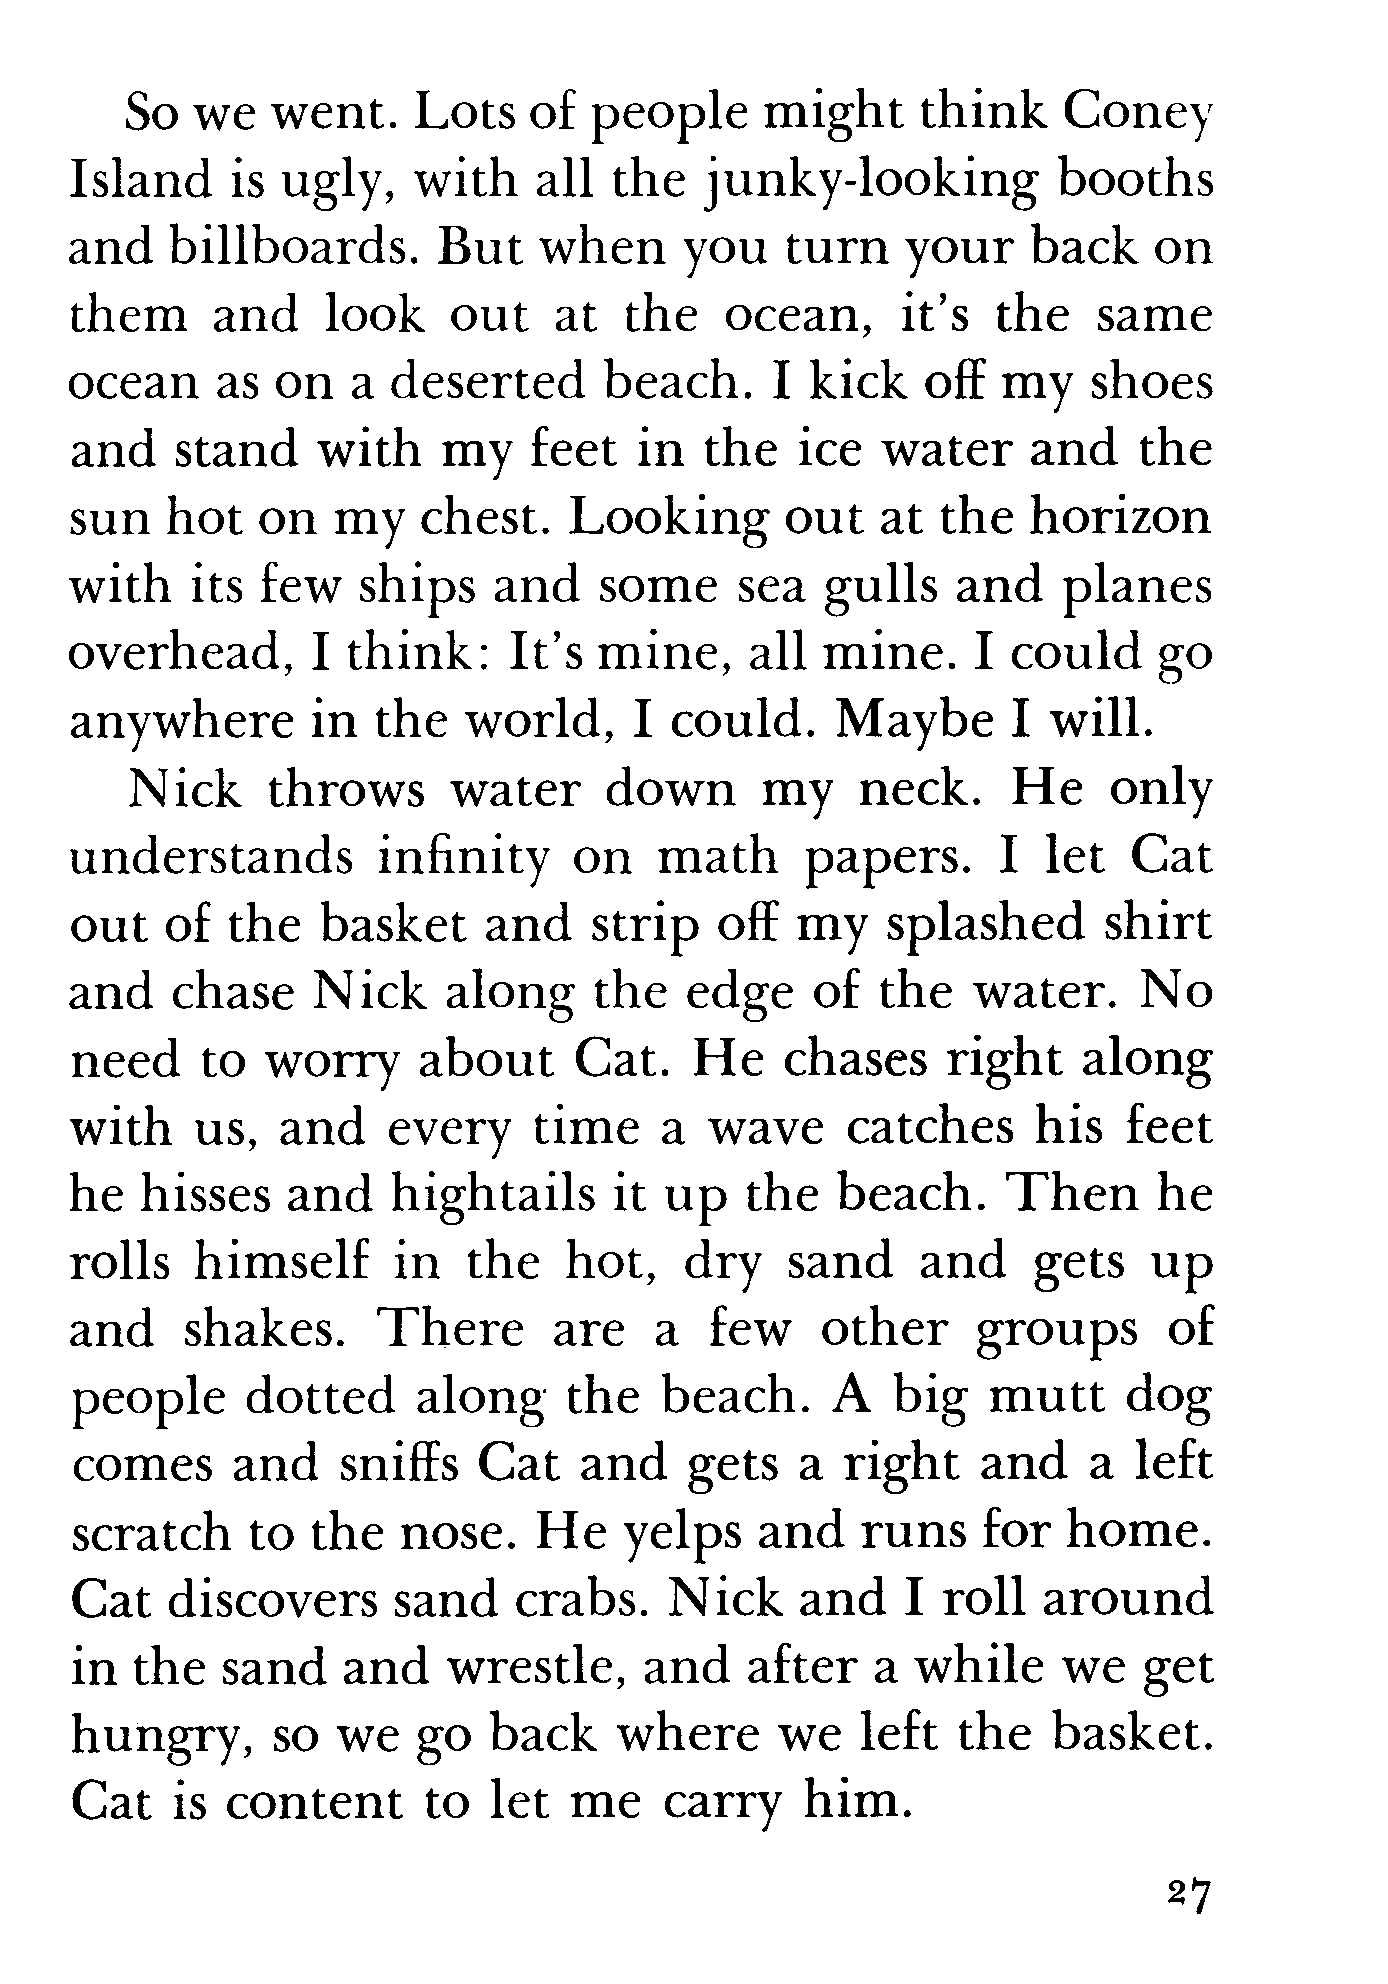 So we went. Lots of people might think Coney
Island is ugly, with all the junky-looking booths
and billboards. But when you turn your back on
them and look out at the ocean, it's the same
ocean as on a deserted beach. I kick off my shoes
and stand with my feet in the ice water and the
sun hot on my chest. Looking out at the horizon
with its few ships and some sea gulls and planes
overhead, I think: It's mine, all mine. I could go
anywhere in the world, I could. Maybe I will.
Nick throws water down my neck. He only
understands infinity on math papers. I let Cat
out of the basket and strip off my splashed shirt
and chase Nick along the edge of the water. No
need to worry about Cat. He chases right along
with us, and every time a wave catches his feet
he hisses and hightails it up the beach. Then he
rolls himself in the hot, dry sand and gets up
and shakes. There are a few other groups of
people dotted along the beach. A big mutt dog
comes and sniffs Cat and gets a right and a left
scratch to the nose. He yelps and runs for home.
Cat discovers sand crabs. Nick and I roll around
in the sand and wrestle, and after a while we get
hungry, so we go back where we left the basket.
Cat is content to let me carry him.
27